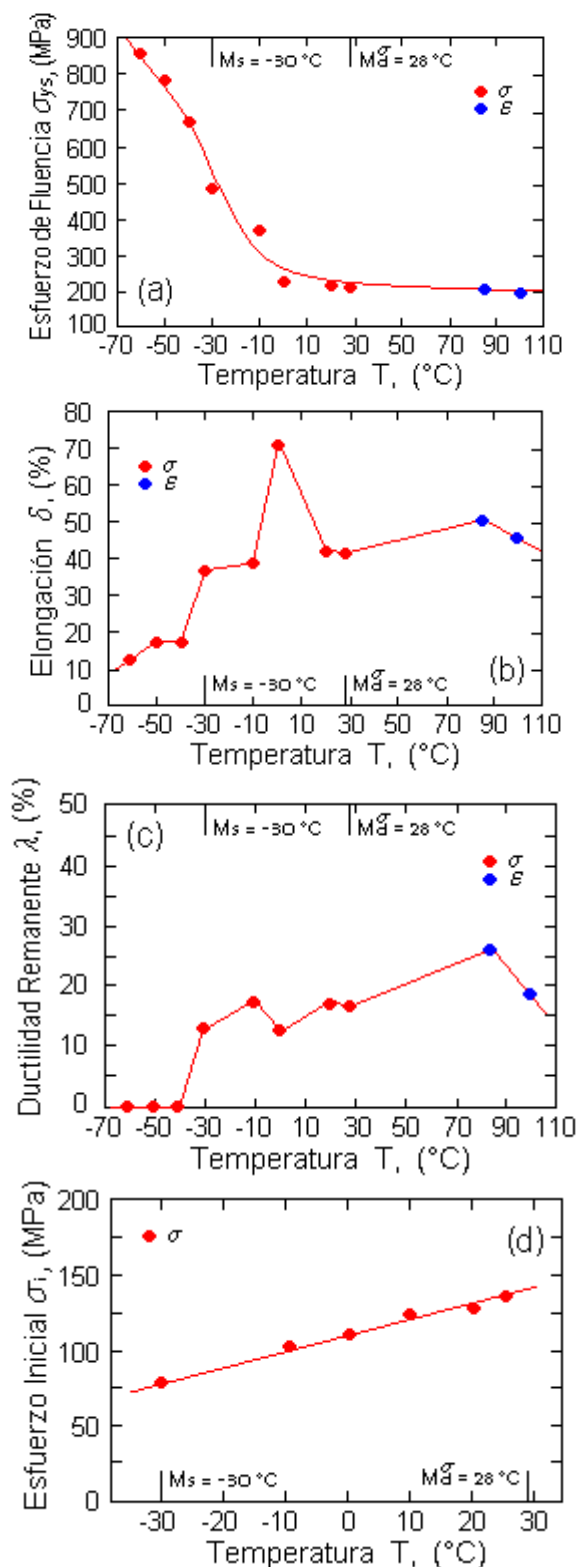 900
800
700
600
500
400
300
200
100
Esfuerzo de Fluencia σys, (MPa)
Ms = -30 °C
Mdσ = 28 °C
σ
ε
(a)
-70 -50 -30 -10 10 30 50 70 90 110
Temperatura T, (°C)
80
70
60
50
40
30
20
10
0
Elongación δ, (%)
σ
ε
Ms = -30 °C
Mdσ = 28 °C
(b)
-70 -50 -30 -10 10 30 50 70 90 110
Temperatura T, (°C)
50
40
30
20
10
0
Ductilidad Remanente λ, (%)
(c)
Ms = -30 °C
Mdσ = 28 °C
σ
ε
-70 -50 -30 -10 10 30 50 70 90 110
Temperatura T, (°C)
200
150
100
50
0
Esfuerzo Inicial σi, (MPa)
σ
(d)
Ms = -30 °C
Mdσ = 28 °C
-30 -20 -10 0 10 20 30
Temperatura T, (°C)